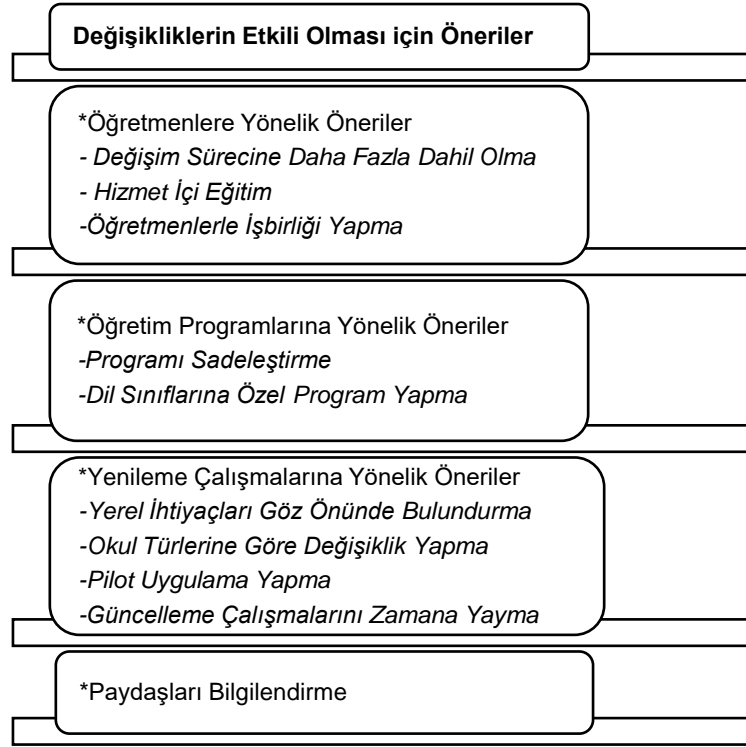 Değişikliklerin Etkili Olması için Öneriler
*Öğretmenlere Yönelik Öneriler
- Değişim Sürecine Daha Fazla Dahil Olma
- Hizmet İçi Eğitim
-Öğretmenlerle İşbirliği Yapma
*Öğretim Programlarına Yönelik Öneriler
-Programı Sadeleştirme
-Dil Sınıflarına Özel Program Yapma
*Yenileme Çalışmalarına Yönelik Öneriler
-Yerel İhtiyaçları Göz Önünde Bulundurma
-Okul Türlerine Göre Değişiklik Yapma
-Pilot Uygulama Yapma
-Güncelleme Çalışmalarını Zamana Yayma
*Paydaşları Bilgilendirme